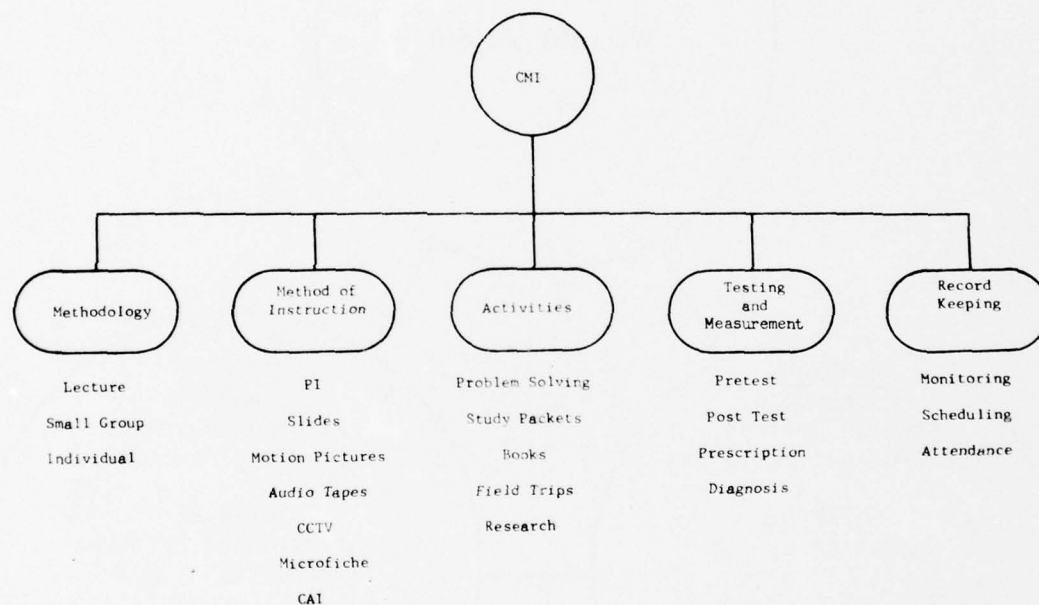 CMI
Methodology
Lecture
Small Group
Individual
Method of
Instruction
PI
Slides
Motion Pictures
Audio Tapes
CCTV
Microfiche
CAI
Activities
Problem Solving
Study Packets
Books
Field Trips
Research
Testing
and
Measurement
Pretest
Post Test
Prescription
Diagnosis
Record
Keeping
Monitoring
Scheduling
Attendance